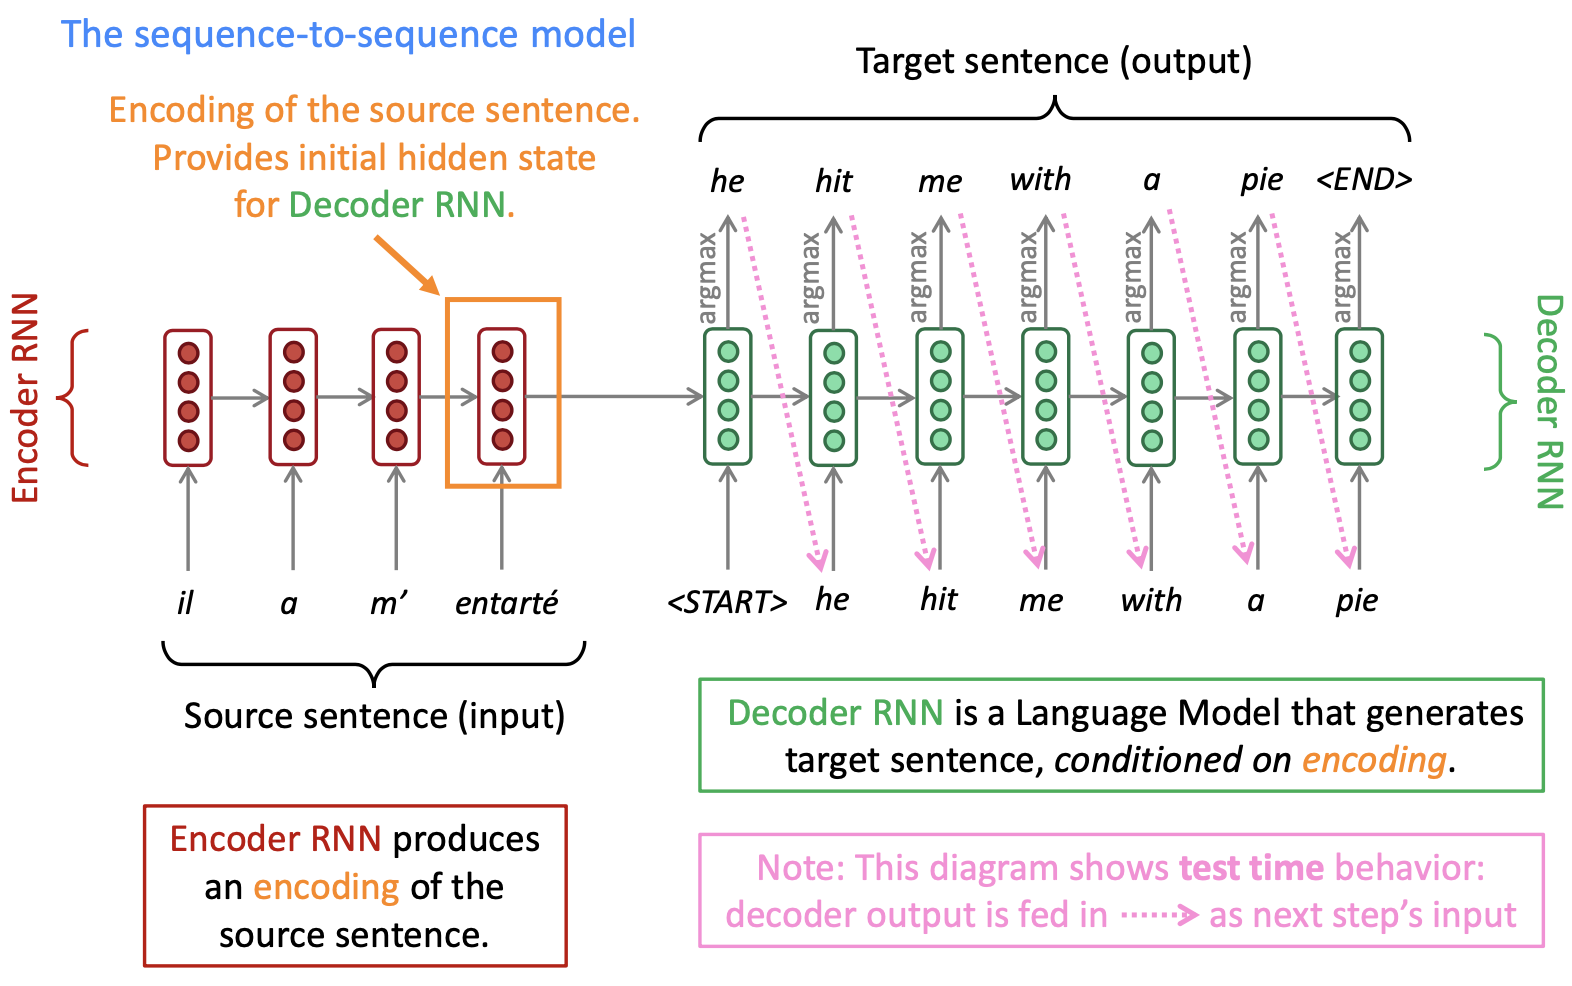 The sequence-to-sequence model
Encoding of the source sentence.
Provides initial hidden state
for Decoder RNN.
Target sentence (output)
he hit me with a pie <END>
argmax argmax argmax argmax argmax argmax argmax
Encoder RNN
Decoder RNN
il a m’ entarté
<START> he hit me with a pie
Source sentence (input)
Encoder RNN produces
an encoding of the
source sentence.
Decoder RNN is a Language Model that generates
target sentence, conditioned on encoding.
Note: This diagram shows test time behavior:
decoder output is fed in as next step’s input